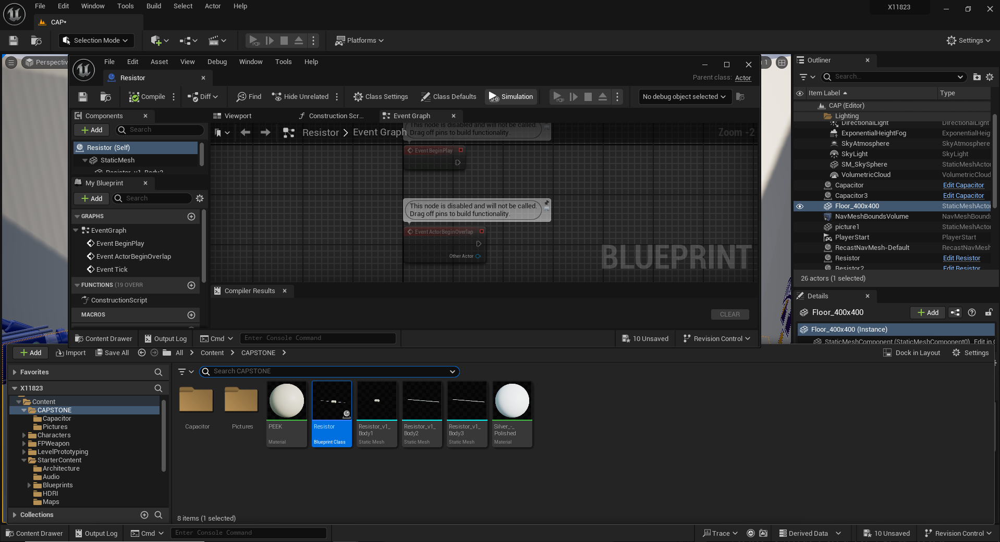 File Edit Window Tools Build Select Actor Help
X11823
CAP*
Selection Mode
Platforms
Settings
Perspectiv
File Edit Asset View Debug Window Tools Help
Resistor
Parent class: Actor
Compile
Diff
Find
Hide Unrelated
Class Settings
Class Defaults
Simulation
No debug object selected
Components
Add
Search
Resistor (Self)
StaticMesh
Resistor_v1_Body2
My Blueprint
Add
Search
GRAPHS
EventGraph
Event BeginPlay
Event ActorBeginOverlap
Event Tick
FUNCTIONS (19 OVERR
ConstructionScript
MACROS
Viewport
Construction Scr...
Event Graph
Resistor > Event Graph
Zoom -2
This node is disabled and will not be called.
Drag off pins to build functionality.
Event BeginPlay
This node is disabled and will not be called.
Drag off pins to build functionality.
Event ActorBeginOverlap
Other Actor
BLUEPRINT
Compiler Results
CLEAR
Content Drawer
Output Log
Cmd
Enter Console Command
10 Unsaved
Revision Control
1
Outliner
Search...
Item Label Type
CAP (Editor)
Lighting
DirectionalLight DirectionalLight
ExponentialHeightFog ExponentialHeig
SkyAtmosphere SkyAtmosphere
SkyLight SkyLight
SM_SkySphere StaticMeshActo
VolumetricCloud VolumetricCloud
Capacitor Edit Capacitor
Capacitor3 Edit Capacitor
Floor_400x400 StaticMeshActo
NavMeshBoundsVolume NavMeshBound
picture1 StaticMeshActo
PlayerStart PlayerStart
RecastNavMesh-Default RecastNavMesh
Resistor Edit Resistor
Resistor2 Edit Resistor
26 actors (1 selected)
Details
Floor_400x400
Add
Floor_400x400 (Instance)
StaticMeshComponent (StaticMeshComponent0) Edit in C
Add
Import
Save All
All > Content > CAPSTONE >
Dock in Layout
Settings
Favorites
X11823
Content
CAPSTONE
Capacitor
Pictures
Characters
FPWeapon
LevelPrototyping
StarterContent
Architecture
Audio
Blueprints
HDRI
Maps
Collections
Search CAPSTONE
Capacitor
Pictures
PEEK
Material
Resistor
Blueprint Class
Resistor_v1_
Body1
Static Mesh
Resistor_v1_
Body2
Static Mesh
Resistor_v1_
Body3
Static Mesh
Silver_-_
Polished
Material
8 items (1 selected)
Content Drawer
Output Log
Cmd
Enter Console Command
Trace
Derived Data
10 Unsaved
Revision Control